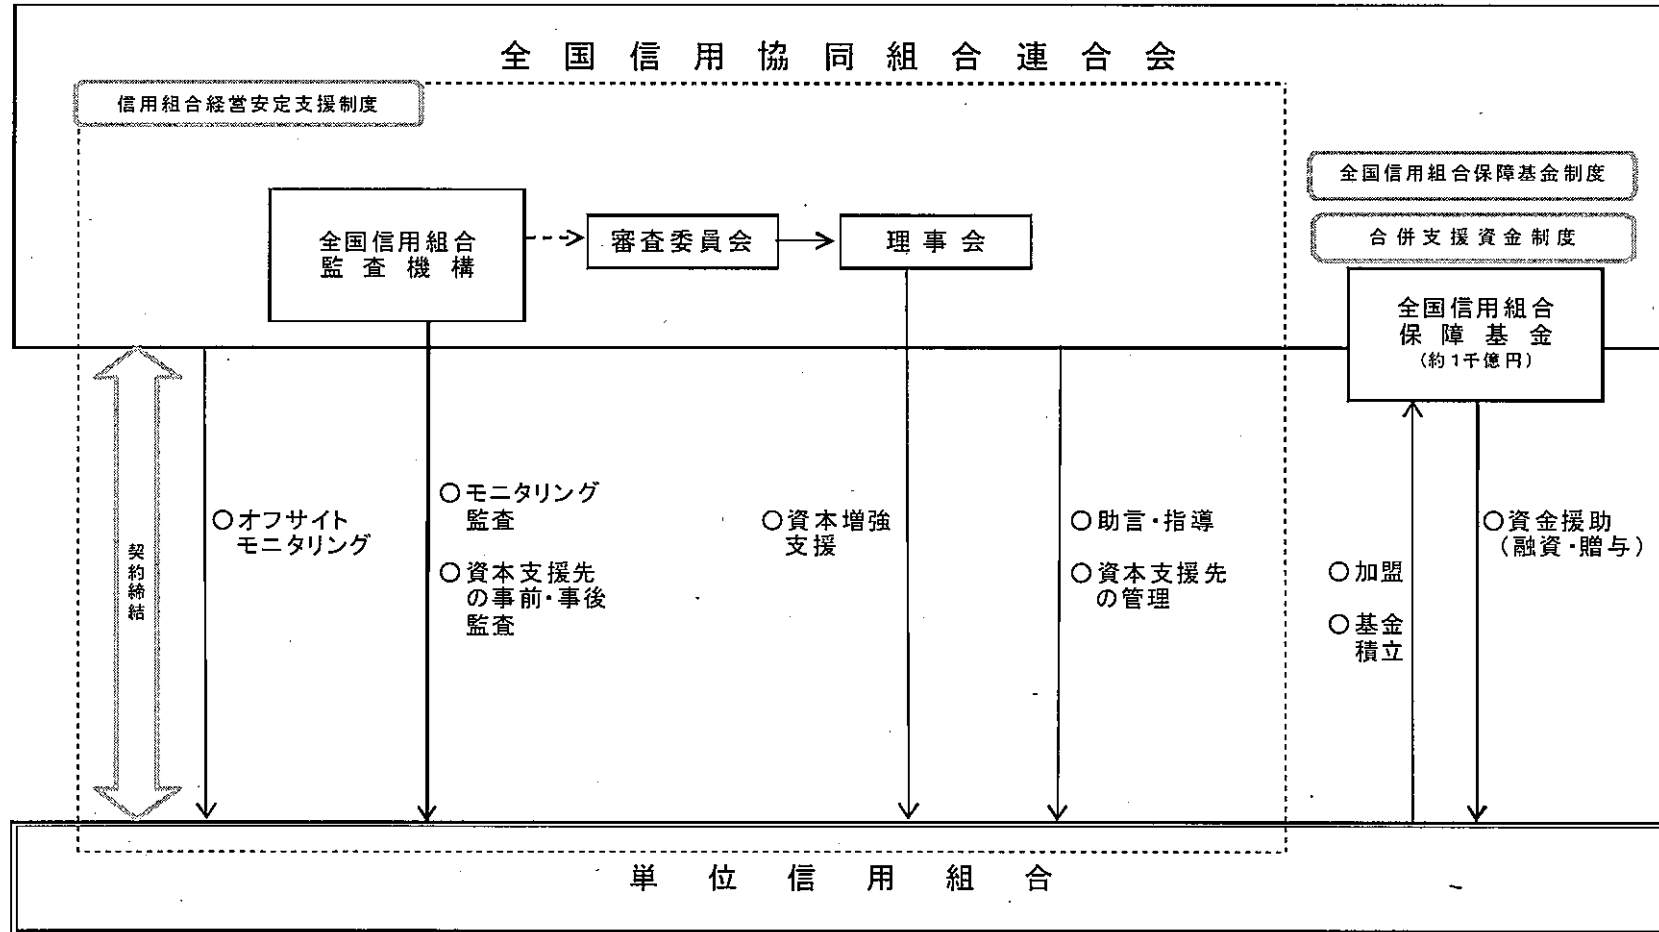 全国信用協同組合連合会
信用組合経営安定支援制度
全国信用組合保障基金制度
合併支援資金制度
全国信用組合
監査機構
審査委員会
理事会
全国信用組合
保障基金
(約1千億円)
契約締結
○オフサイト
モニタリング
○モニタリング
監査
○資本支援先
の事前・事後
監査
○資本増強
支援
○助言・指導
○資本支援先
の管理
○加盟
○基金
積立
○資金援助
(融資・贈与)
単位信用組合